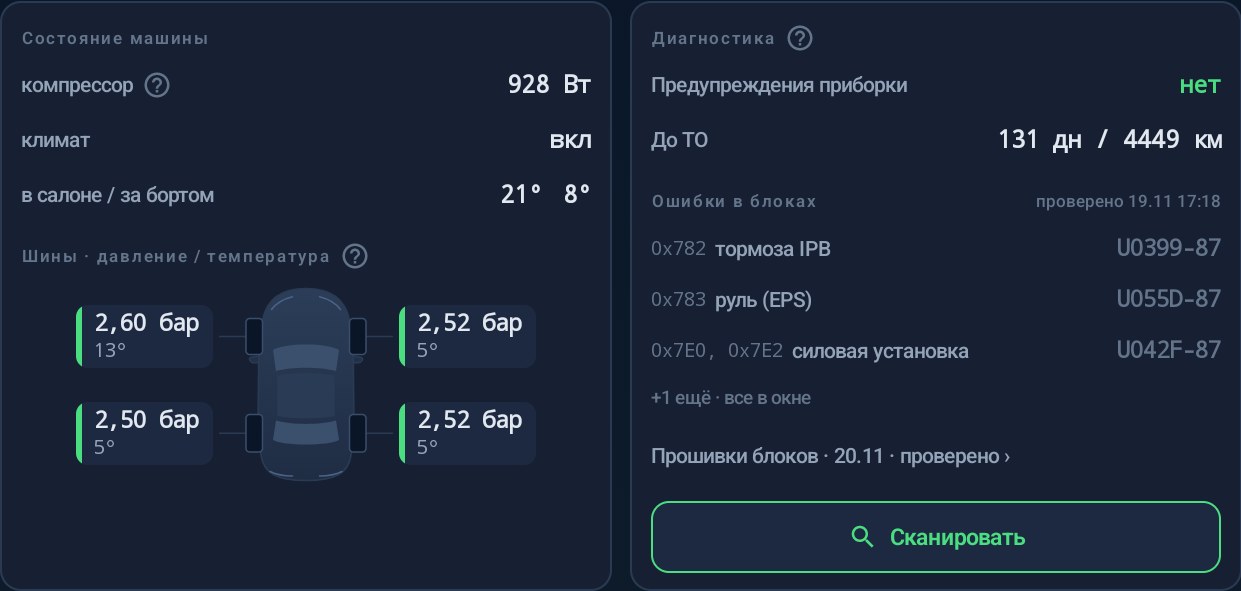 Состояние машины
компрессор ?
928 Вт
климат
вкл
в салоне / за бортом
21° 8°
Шины · давление / температура ?
2,60 бар
13°
2,52 бар
5°
2,50 бар
5°
2,52 бар
5°
Диагностика ?
Предупреждения приборки
нет
До ТО
131 дн / 4449 км
Ошибки в блоках
проверено 19.11 17:18
0x782 тормоза IPB
U0399-87
0x783 руль (EPS)
U055D-87
0x7E0, 0x7E2 силовая установка
U042F-87
+1 ещё · все в окне
Прошивки блоков · 20.11 · проверено ›
Сканировать